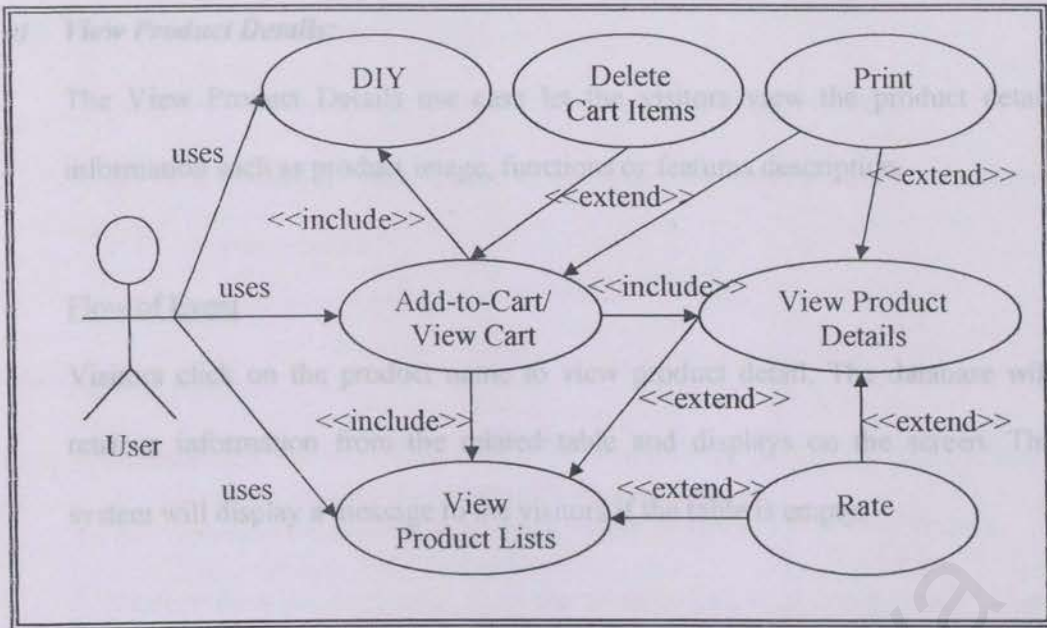 View Product Details:
DIY
Delete
Cart Items
Print
The View Product Details use case let the visitors view the product detail
uses
information such as product image, functions or features description.
<<extend>>
<<include>>
<<extend>>
uses
Add-to-Cart/
View Cart
<<include>>
View Product
Details
Flow of Event
Visitors click on the product name to view product detail. The database will
<<extend>>
User
<<include>>
<<extend>>
information from the related table and displays on the screen. The
uses
View
Product Lists
<<extend>>
Rate
system will display a message to the visitors if the table is empty.